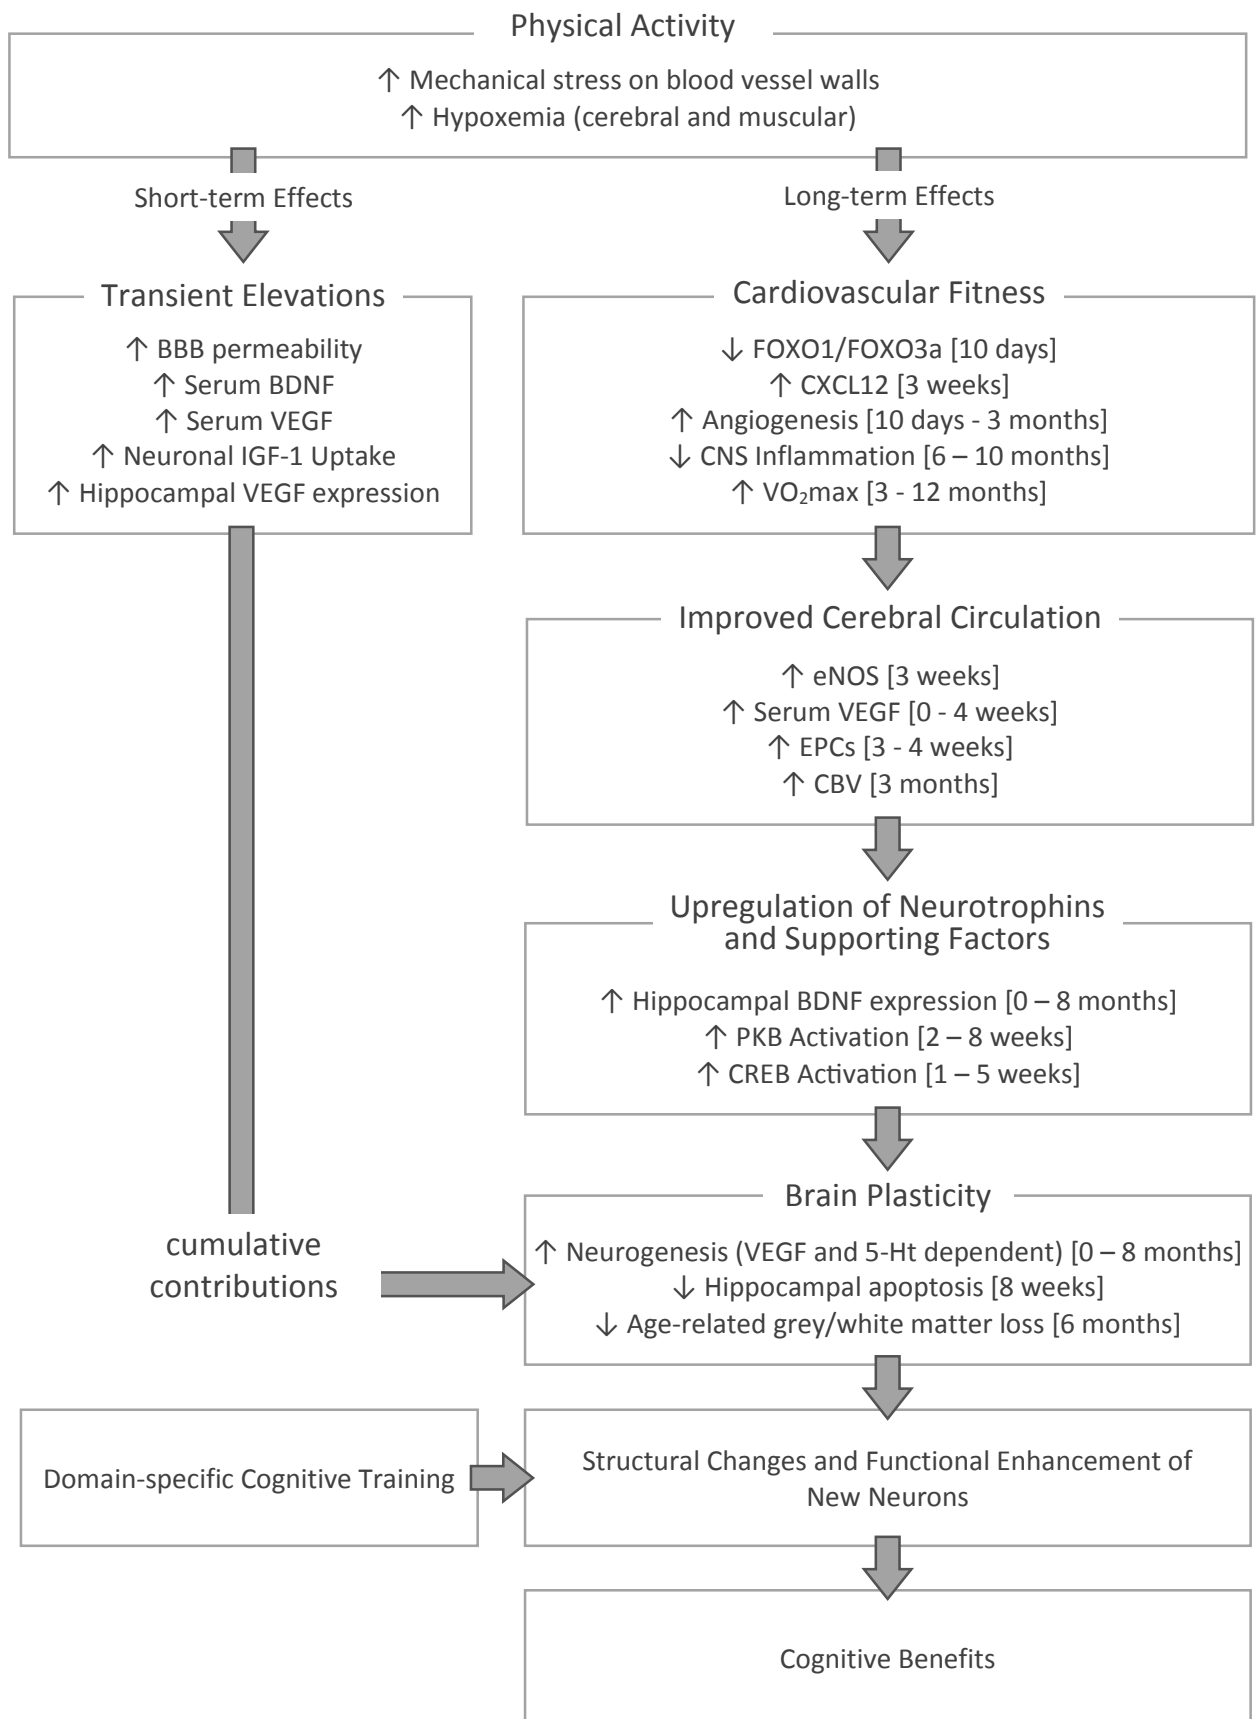 Physical Activity
↑ Mechanical stress on blood vessel walls
↑ Hypoxemia (cerebral and muscular)
Short-term Effects
Long-term Effects
Transient Elevations
↑ BBB permeability
↑ Serum BDNF
↑ Serum VEGF
↑ Neuronal IGF-1 Uptake
↑ Hippocampal VEGF expression
Cardiovascular Fitness
↓ FOXO1/FOXO3a [10 days]
↑ CXCL12 [3 weeks]
↑ Angiogenesis [10 days - 3 months]
↓ CNS Inflammation [6 – 10 months]
↑ VO₂max [3 - 12 months]
Improved Cerebral Circulation
↑ eNOS [3 weeks]
↑ Serum VEGF [0 - 4 weeks]
↑ EPCs [3 - 4 weeks]
↑ CBV [3 months]
Upregulation of Neurotrophins
and Supporting Factors
↑ Hippocampal BDNF expression [0 – 8 months]
↑ PKB Activation [2 – 8 weeks]
↑ CREB Activation [1 – 5 weeks]
cumulative
contributions
Brain Plasticity
↑ Neurogenesis (VEGF and 5-Ht dependent) [0 – 8 months]
↓ Hippocampal apoptosis [8 weeks]
↓ Age-related grey/white matter loss [6 months]
Domain-specific Cognitive Training
Structural Changes and Functional Enhancement of
New Neurons
Cognitive Benefits